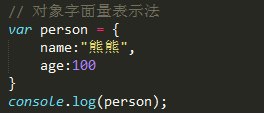 // 对象字面量表示法
var person = {
    name:"熊熊",
    age:100
}
console.log(person);